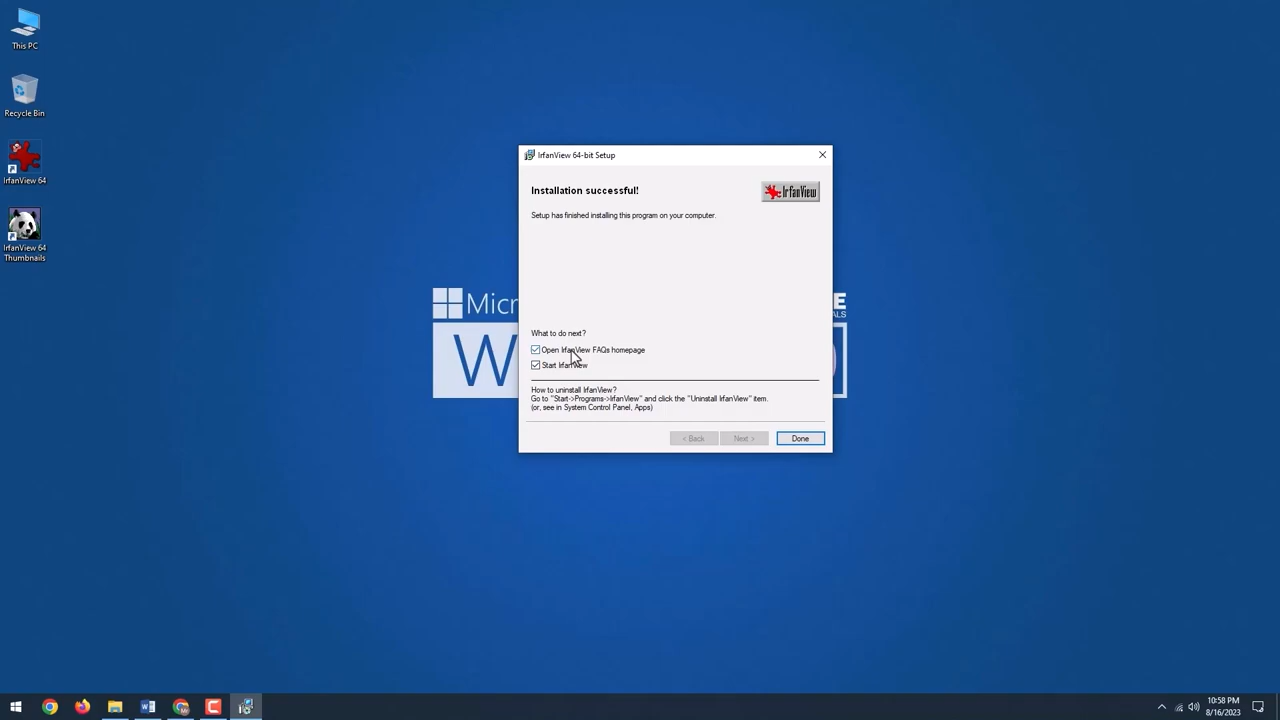 This PC
Recycle Bin
IrfanView 64
IrfanView 64
Thumbnails
IrfanView 64-bit Setup
Installation successful!
IrfanView
Setup has finished installing this program on your computer.
What to do next?
Open IrfanView FAQs homepage
Start IrfanView
How to uninstall IrfanView?
Go to "Start->Programs->IrfanView" and click the "Uninstall IrfanView" item.
(or, see in System Control Panel, Apps)
< Back
Next >
Done
10:58 PM
8/16/2023